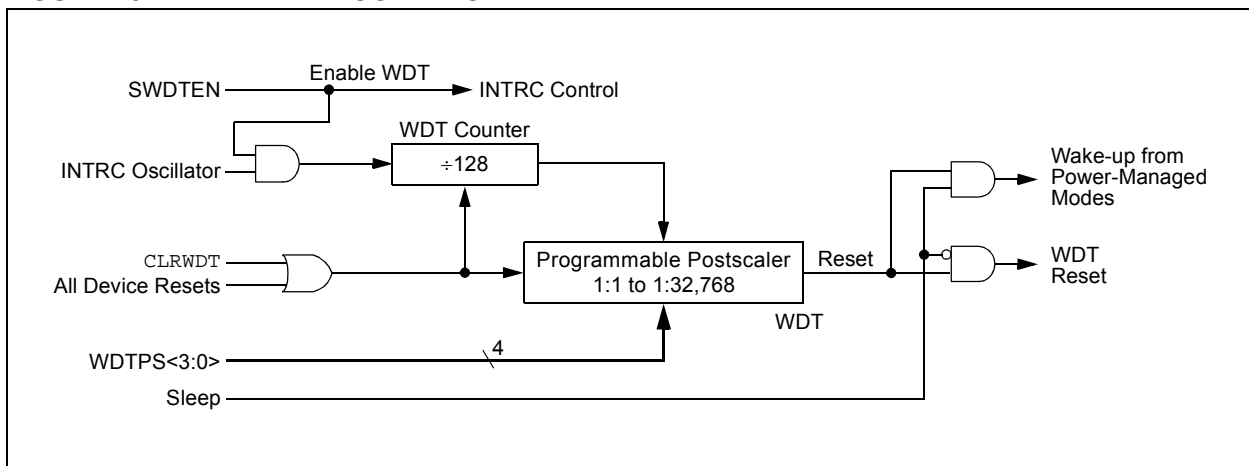 Enable WDT
SWDTEN
INTRC Control
WDT Counter
INTRC Oscillator
÷128
Wake-up from
Power-Managed
Modes
CLRWDT
All Device Resets
Programmable Postscaler
1:1 to 1:32,768
Reset
WDT
Reset
WDT
4
WDTPS<3:0>
Sleep